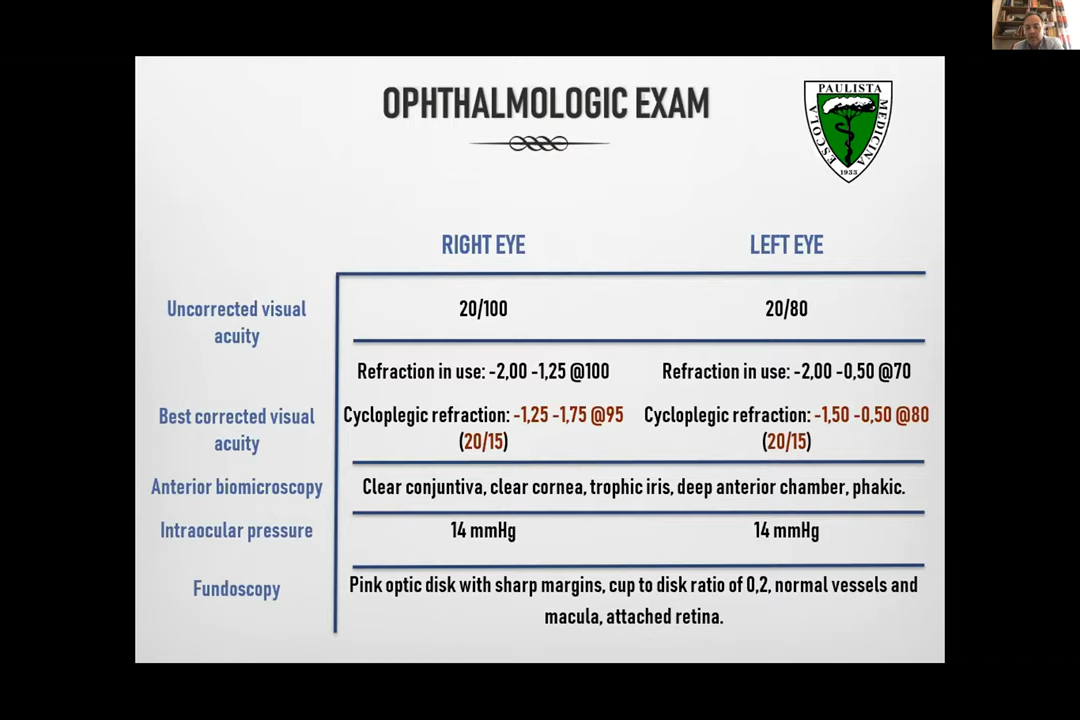 OPHTHALMOLOGIC EXAM
PAULISTA
ESCOLA
MEDICINA
1933
RIGHT EYE
LEFT EYE
Uncorrected visual
acuity
20/100
20/80
Refraction in use: -2,00 -1,25 @100
Refraction in use: -2,00 -0,50 @70
Best corrected visual
acuity
Cycloplegic refraction: -1,25 -1,75 @95
(20/15)
Cycloplegic refraction: -1,50 -0,50 @80
(20/15)
Anterior biomicroscopy
Clear conjuntiva, clear cornea, trophic iris, deep anterior chamber, phakic.
Intraocular pressure
14 mmHg
14 mmHg
Fundoscopy
Pink optic disk with sharp margins, cup to disk ratio of 0,2, normal vessels and
macula, attached retina.